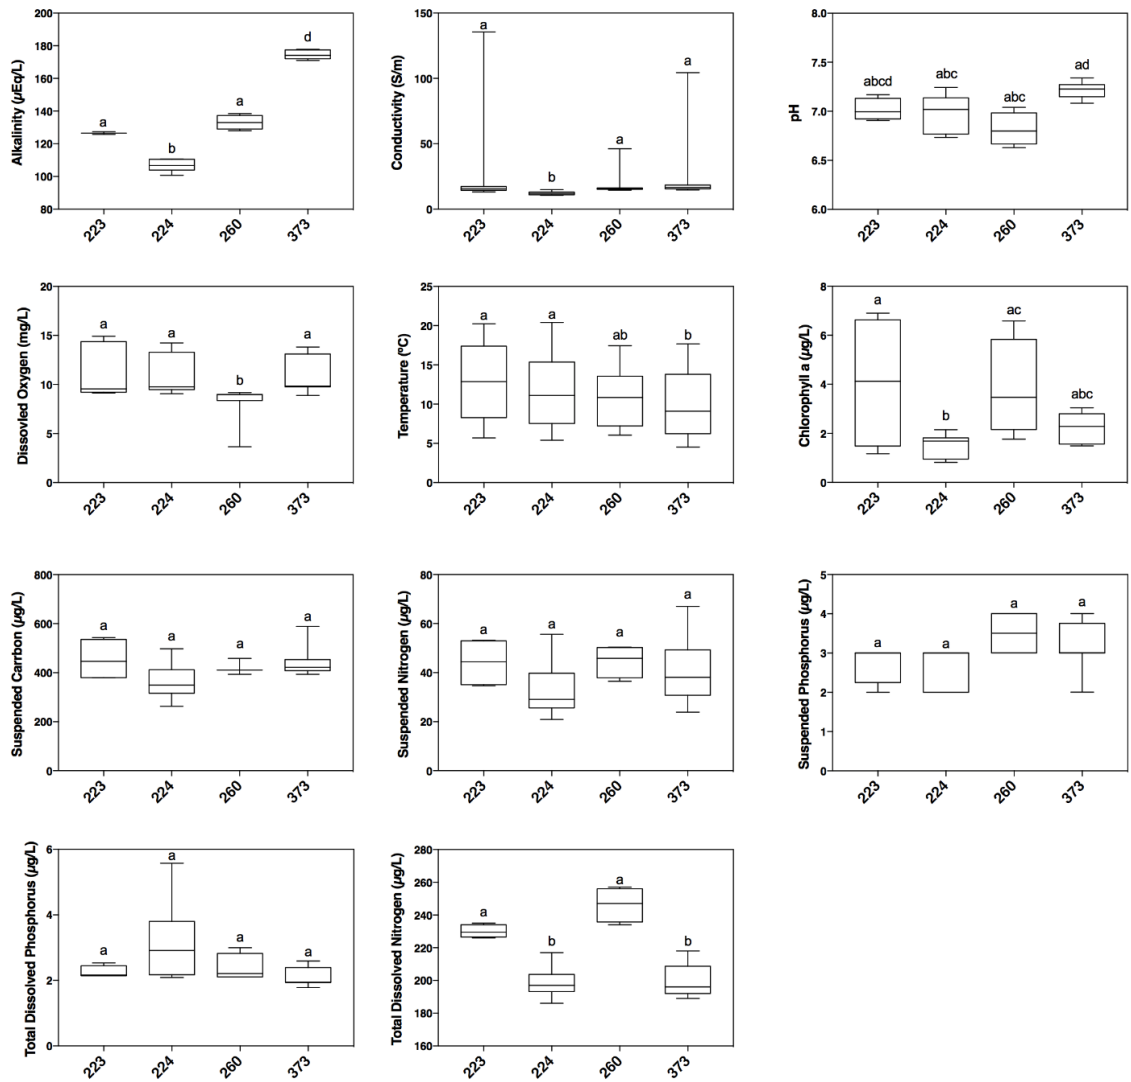 Alkalinity (µEq/L)
200
180
160
140
120
100
80
a
b
a
d
223
224
260
373
Conductivity (S/m)
150
100
50
0
a
b
a
a
223
224
260
373
pH
8.0
7.5
7.0
6.5
6.0
abcd
abc
abc
ad
223
224
260
373
Dissovled Oxygen (mg/L)
20
15
10
5
0
a
a
b
a
223
224
260
373
Temperature (ºC)
25
20
15
10
5
0
a
a
ab
b
223
224
260
373
Chlorophyll a (µg/L)
8
6
4
2
0
a
b
ac
abc
223
224
260
373
Suspended Carrbon (µg/L)
800
600
400
200
0
a
a
a
a
223
224
260
373
Suspended Nitrogen (µg/L)
80
60
40
20
0
a
a
a
a
223
224
260
373
Suspended Phosphorus (µg/L)
5
4
3
2
1
0
a
a
a
a
223
224
260
373
Total Dissolved Phosphorus (µg/L)
6
4
2
0
a
a
a
a
223
224
260
373
Total Dissolved Nitrogen (µg/L)
280
260
240
220
200
180
160
a
b
a
b
223
224
260
373